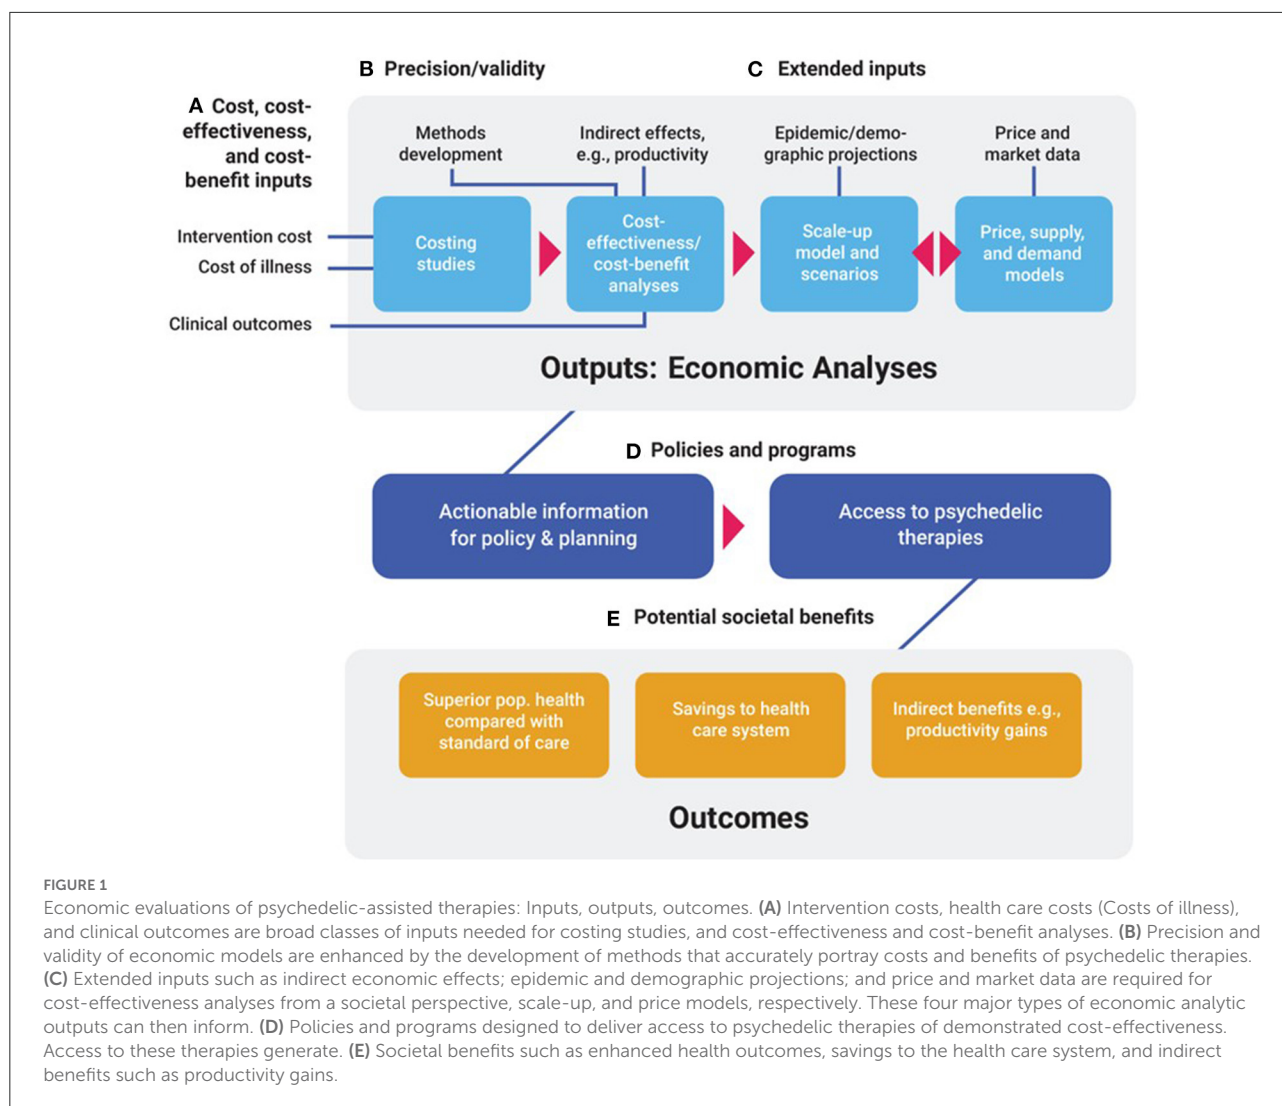 B Precision/validity
C Extended inputs
A Cost, cost-
effectiveness,
and cost-
benefit inputs
Methods
development
Indirect effects,
e.g., productivity
Epidemic/demo-
graphic projections
Price and
market data
Intervention cost
Cost of illness
Clinical outcomes
Costing
studies
Cost-
effectiveness/
cost-benefit
analyses
Scale-up
model and
scenarios
Price, supply,
and demand
models
Outputs: Economic Analyses
D Policies and programs
Actionable information
for policy & planning
Access to psychedelic
therapies
E Potential societal benefits
Superior pop. health
compared with
standard of care
Savings to health
care system
Indirect benefits e.g.,
productivity gains
Outcomes
FIGURE 1
Economic evaluations of psychedelic-assisted therapies: Inputs, outputs, outcomes. (A) Intervention costs, health care costs (Costs of illness),
and clinical outcomes are broad classes of inputs needed for costing studies, and cost-effectiveness and cost-benefit analyses. (B) Precision and
validity of economic models are enhanced by the development of methods that accurately portray costs and benefits of psychedelic therapies.
(C) Extended inputs such as indirect economic effects; epidemic and demographic projections; and price and market data are required for
cost-effectiveness analyses from a societal perspective, scale-up, and price models, respectively. These four major types of economic analytic
outputs can then inform. (D) Policies and programs designed to deliver access to psychedelic therapies of demonstrated cost-effectiveness.
Access to these therapies generate. (E) Societal benefits such as enhanced health outcomes, savings to the health care system, and indirect
benefits such as productivity gains.